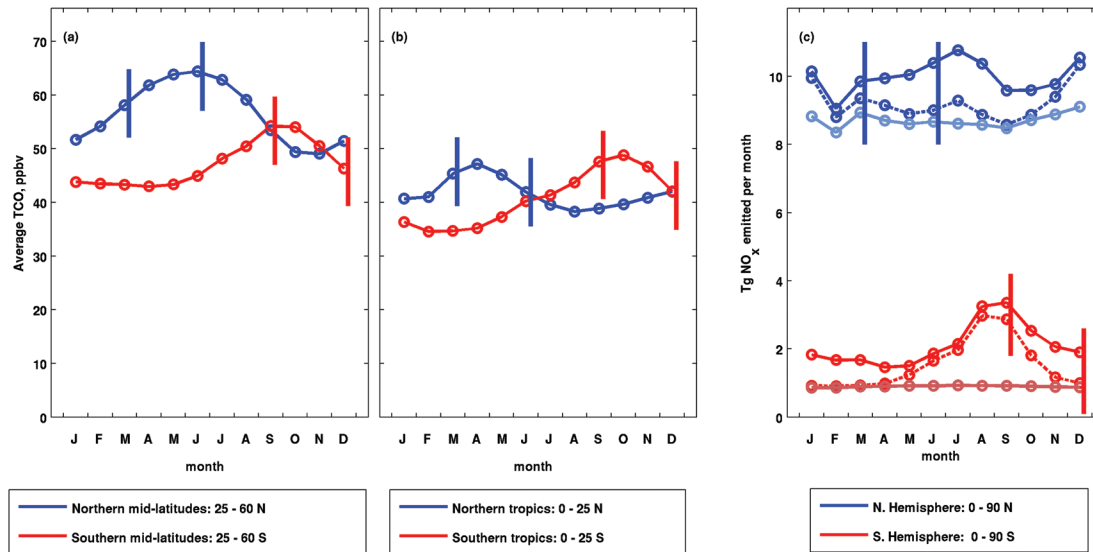 (a)
(b)
(c)
Average TCO, ppbv
70
60
50
40
30
20
10
0
J F M A M J J A S O N D
month
J F M A M J J A S O N D
month
Tg NOx emitted per month
10
8
6
4
2
0
J F M A M J J A S O N D
month
Northern mid-latitudes: 25 - 60 N
Southern mid-latitudes: 25 - 60 S
Northern tropics: 0 - 25 N
Southern tropics: 0 - 25 S
N. Hemisphere: 0 - 90 N
S. Hemisphere: 0 - 90 S